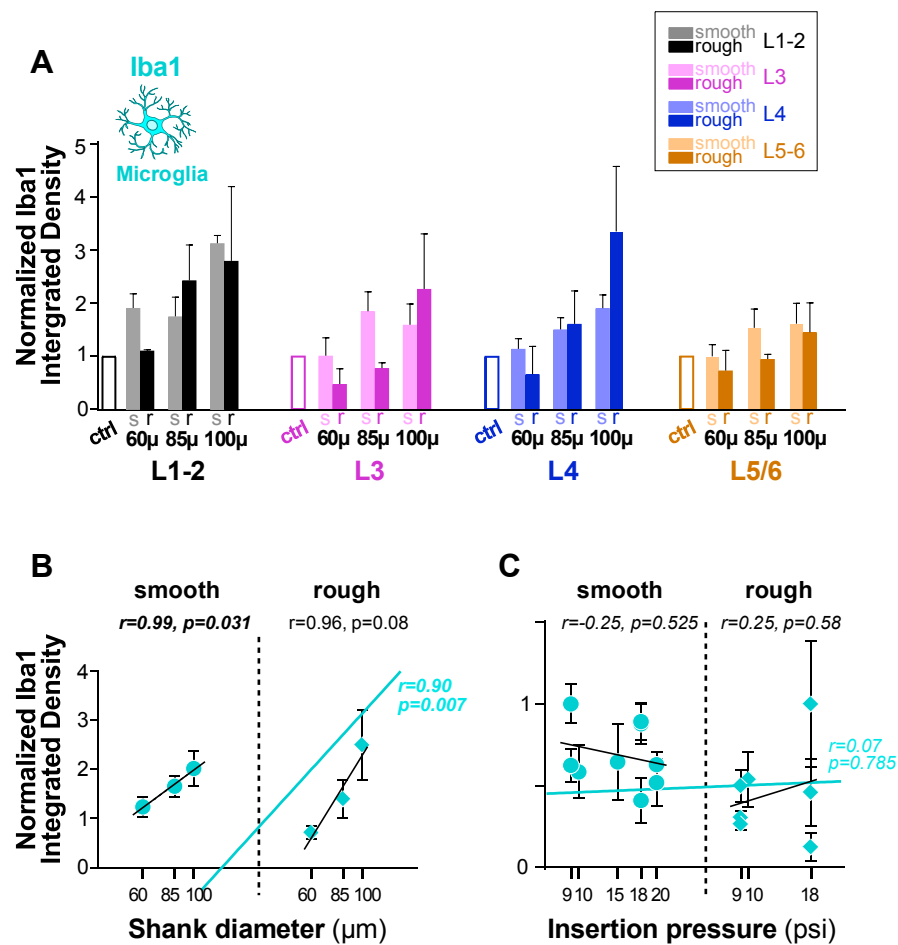 smooth
rough
L1-2
smooth
rough
L3
smooth
rough
L4
smooth
rough
L5-6
A
Iba1
Microglia
Normalized Iba1
Intergrated Density
5
4
3
2
1
0
ctrl
s r s r s r
60µ 85µ 100µ
L1-2
ctrl
s r s r s r
60µ 85µ 100µ
L3
ctrl
s r s r s r
60µ 85µ 100µ
L4
ctrl
s r s r s r
60µ 85µ 100µ
L5/6
B
smooth rough
r=0.99, p=0.031 r=0.96, p=0.08
r=0.90
p=0.007
Normalized Iba1
Integrated Density
4
3
2
1
0
60 85 100 60 85 100
Shank diameter (µm)
C
smooth rough
r=-0.25, p=0.525 r=0.25, p=0.58
r=0.07
p=0.785
1
0
9 10 15 18 20 9 10 18
Insertion pressure (psi)